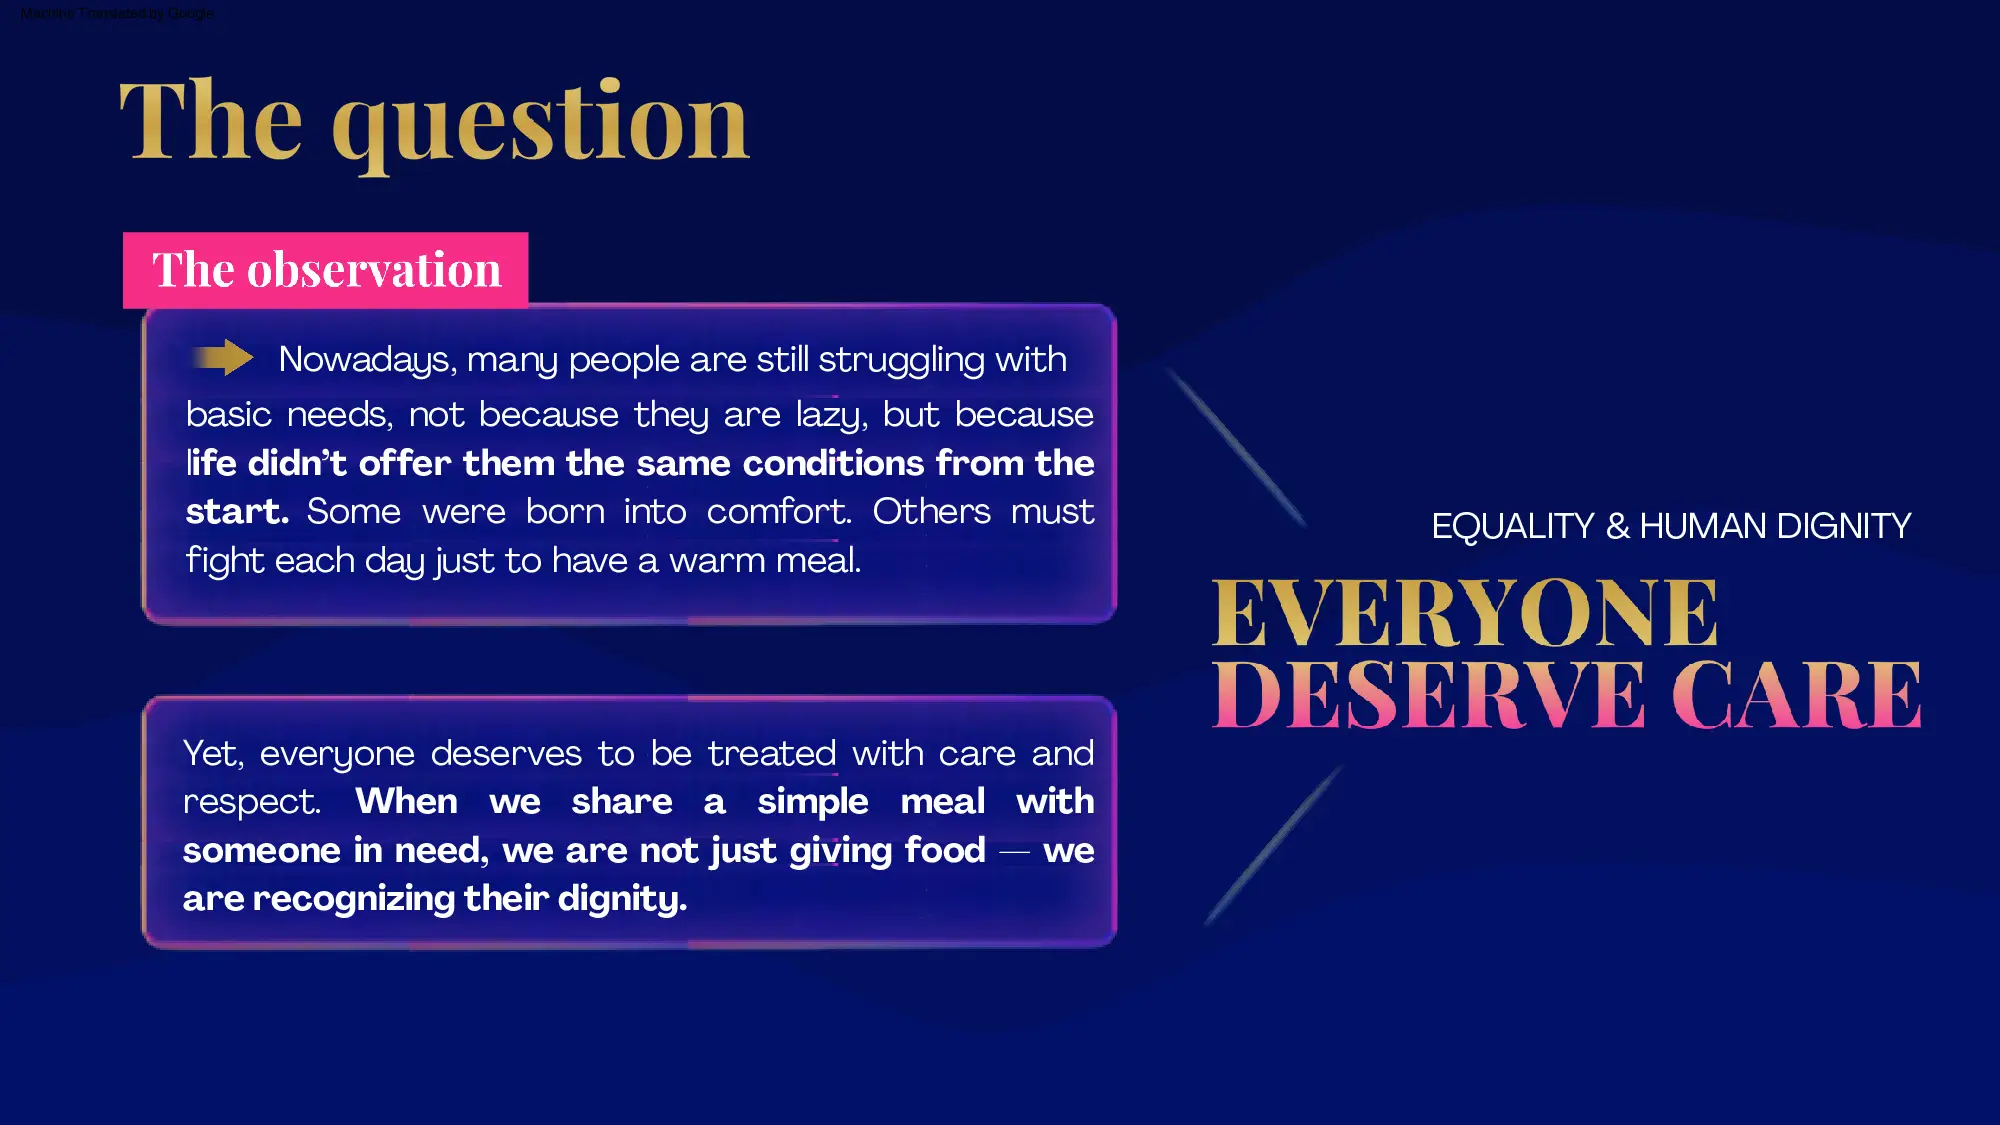 Machine Translated by Google
The question
The observation
Nowadays, many people are still struggling with
basic needs, not because they are lazy, but because
life didn't offer them the same conditions from the
start. Some were born into comfort. Others must
fight each day just to have a warm meal.
Yet, everyone deserves to be treated with care and
respect. When we share a simple meal with
someone in need, we are not just giving food — we
are recognizing their dignity.
EQUALITY & HUMAN DIGNITY
EVERYONE
DESERVE CARE